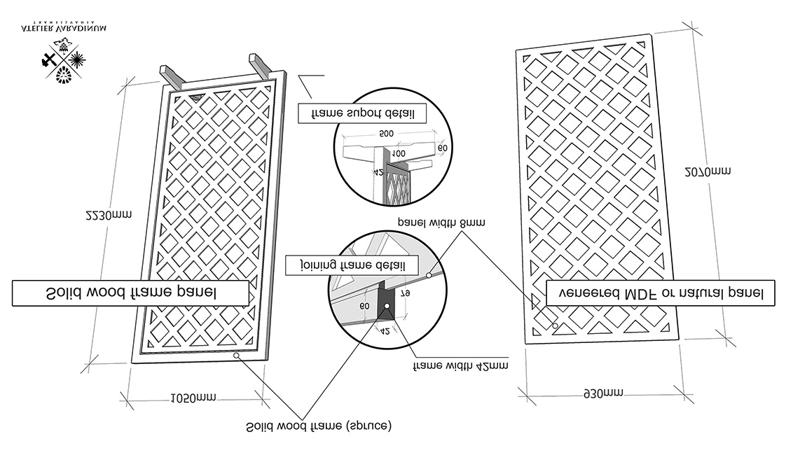 Solid wood frame (spruce)
1050mm
930mm
frame width 42mm
42
60
79
Solid wood frame panel
veneered MDF or natural panel
joining frame detail
panel width 8mm
2230mm
2070mm
42
100
60
500
frame suport detail
ATELIER VARADINUM
TRANSILVANIA